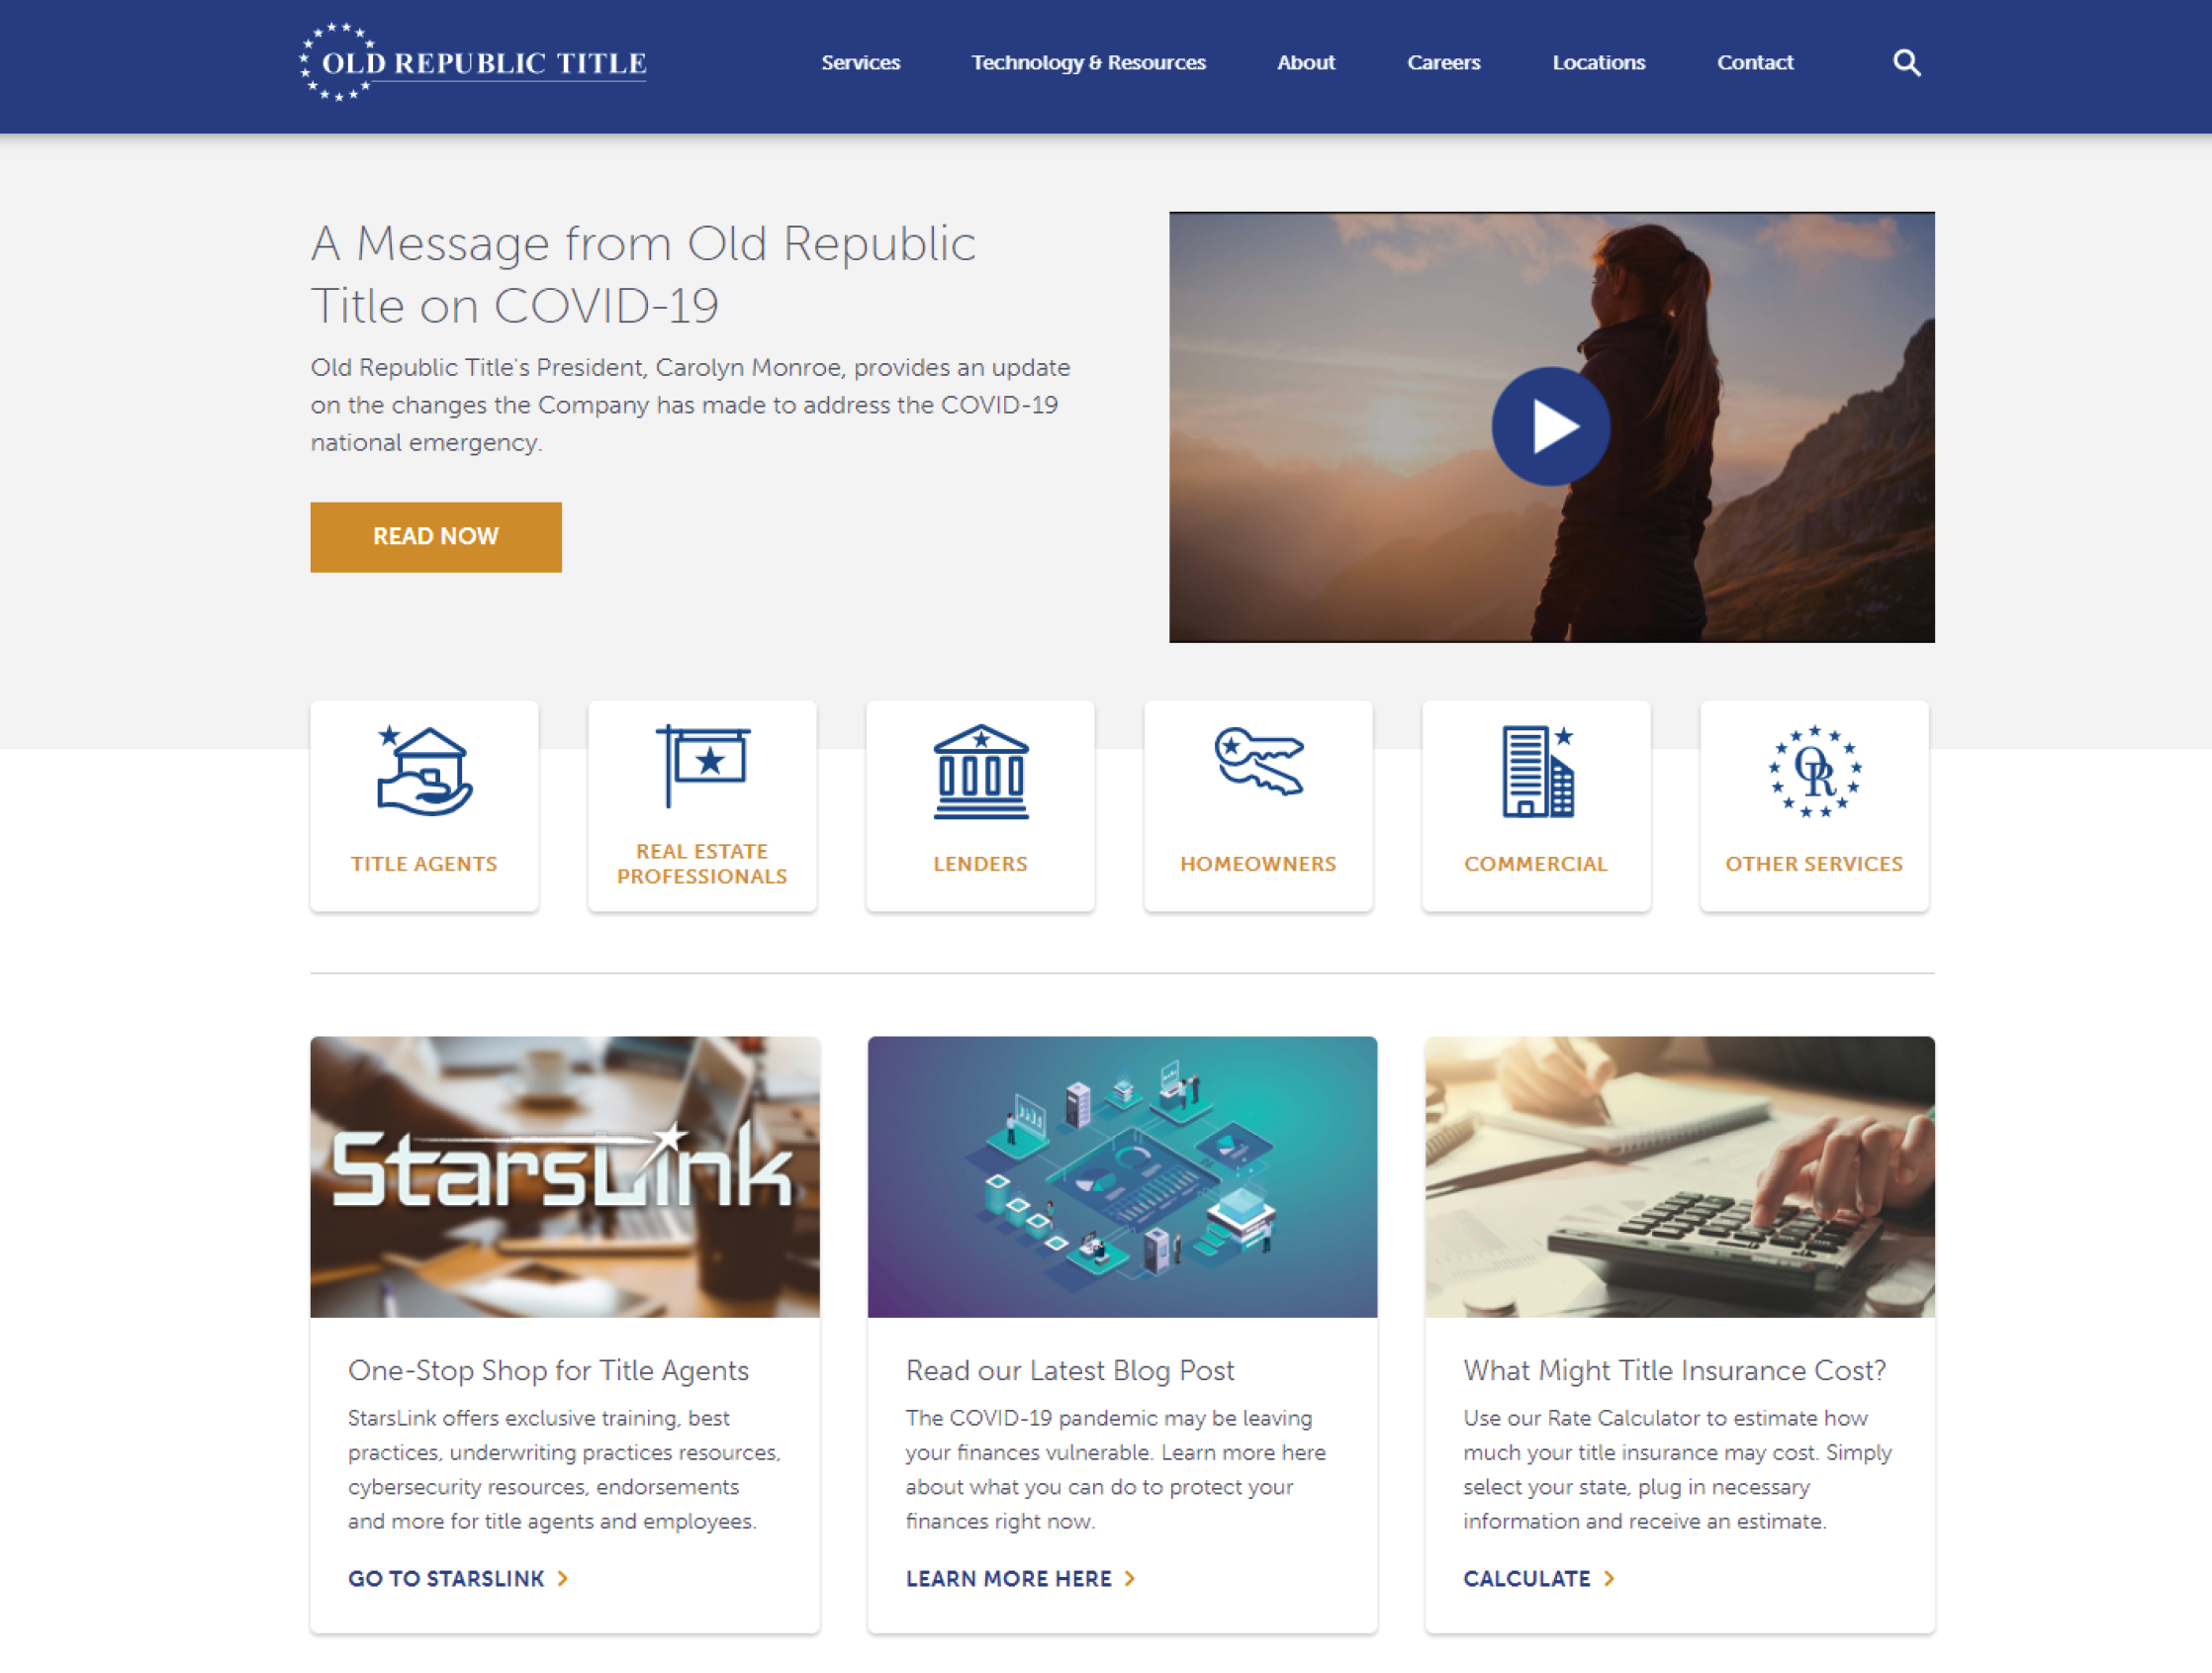 OLD REPUBLIC TITLE
Services
Technology & Resources
About
Careers
Locations
Contact
A Message from Old Republic
Title on COVID-19
Old Republic Title's President, Carolyn Monroe, provides an update
on the changes the Company has made to address the COVID-19
national emergency.
READ NOW
TITLE AGENTS
REAL ESTATE
PROFESSIONALS
LENDERS
HOMEOWNERS
COMMERCIAL
OR
OTHER SERVICES
StarsLink
One-Stop Shop for Title Agents
StarsLink offers exclusive training, best
practices, underwriting practices resources,
cybersecurity resources, endorsements
and more for title agents and employees.
GO TO STARSLINK
Read our Latest Blog Post
The COVID-19 pandemic may be leaving
your finances vulnerable. Learn more here
about what you can do to protect your
finances right now.
LEARN MORE HERE
What Might Title Insurance Cost?
Use our Rate Calculator to estimate how
much your title insurance may cost. Simply
select your state, plug in necessary
information and receive an estimate.
CALCULATE